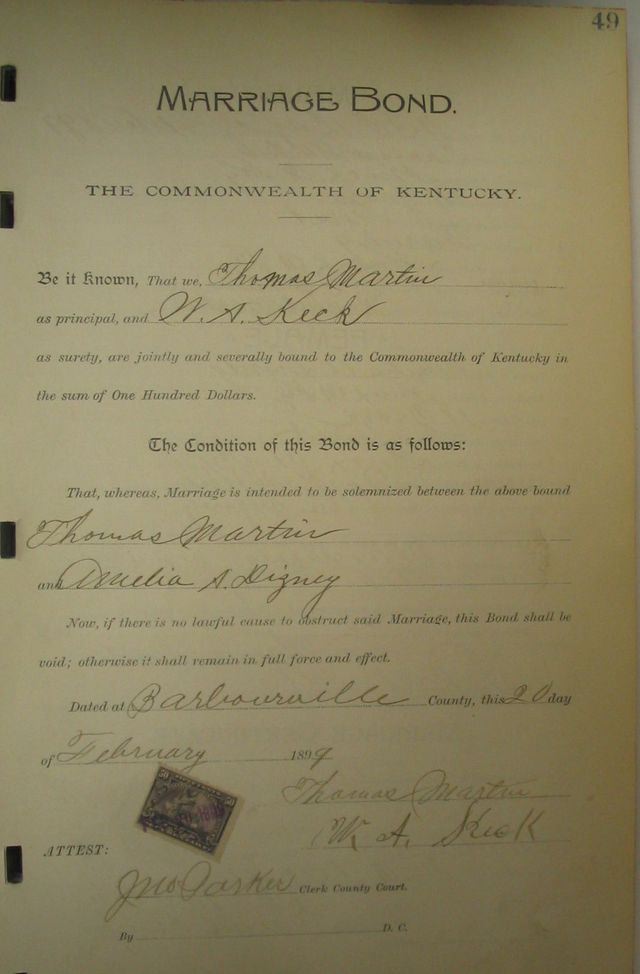 49
MARRIAGE BOND.
THE COMMONWEALTH OF KENTUCKY.
Be it Known, That we, Thomas Martin
as principal, and W. A. Keck
as surety, are jointly and severally bound to the Commonwealth of Kentucky in
the sum of One Hundred Dollars.
The Condition of this Bond is as follows:
That, whereas, Marriage is intended to be solemnized between the above bound
Thomas Martin
and Amelia A. Digney
Now, if there is no lawful cause to obstruct said Marriage, this Bond shall be
void; otherwise it shall remain in full force and effect.
Dated at Barbourville County, this 20 day
of February 1899
Thomas Martin
50 50
W. A. Keck
ATTEST:
Jno Parker Clerk County Court.
By D. C.